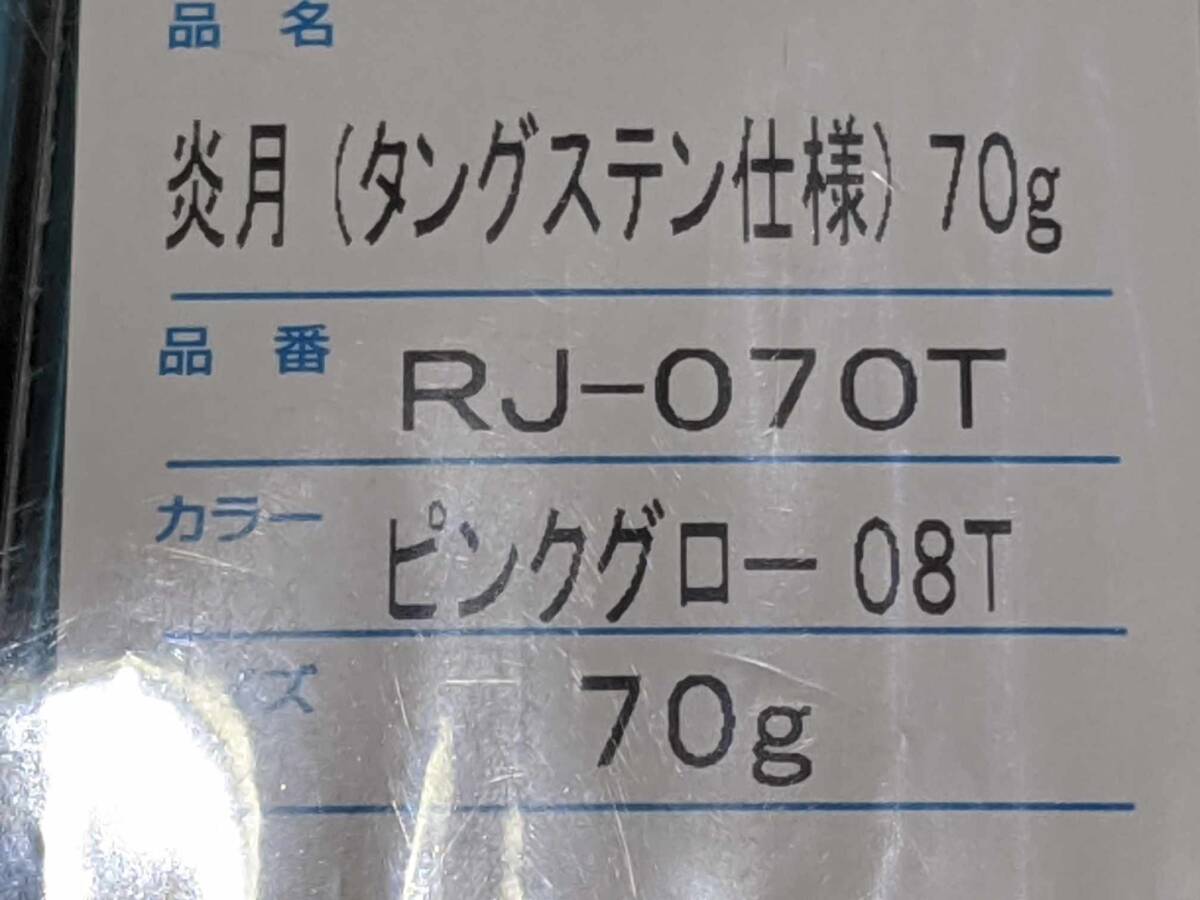 品名
炎月(タングステン仕様)70g
品番 RJ-070T
カラー ピンクグロー 08T
ズ 70g